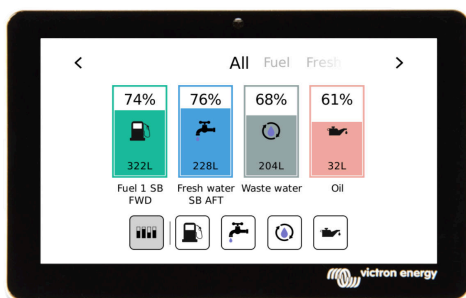 < All Fuel Fresh >
74% 76% 68% 61%
322L 228L 204L 32L
Fuel 1 SB Fresh water Waste water Oil
FWD SB AFT
victron energy